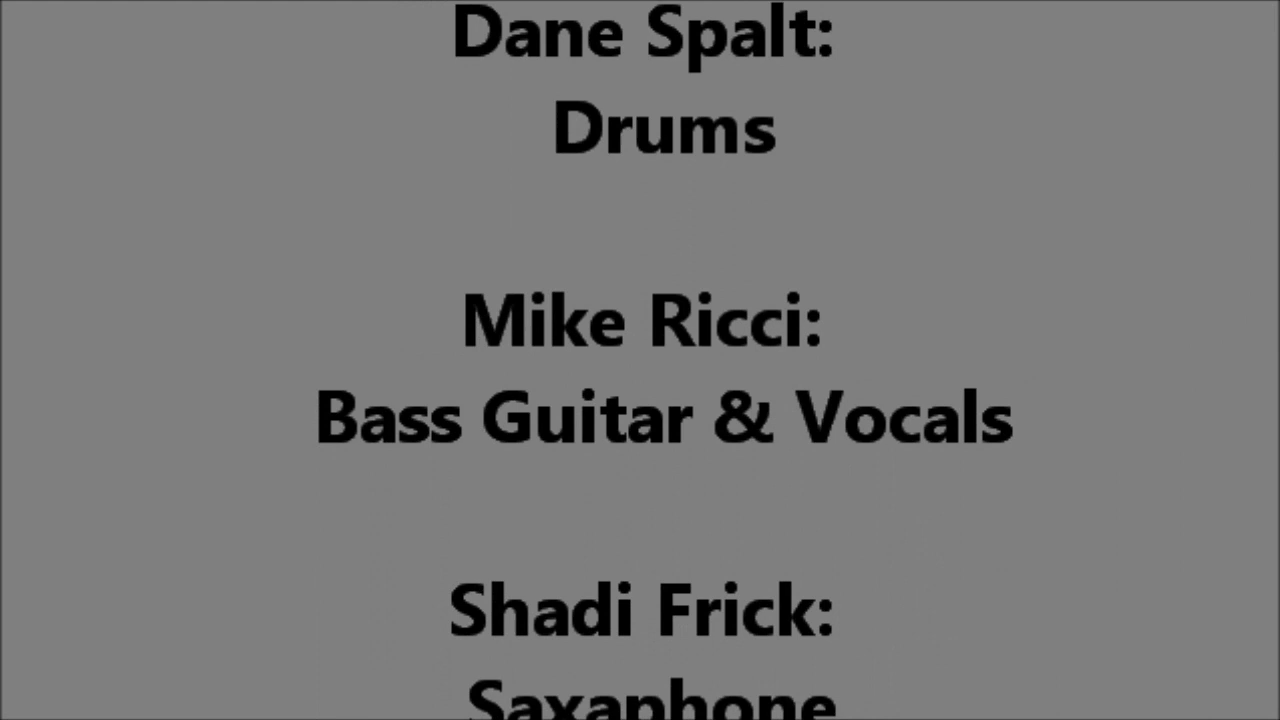 Dane Spalt:
Drums
Mike Ricci:
Bass Guitar & Vocals
Shadi Frick:
Saxaphone